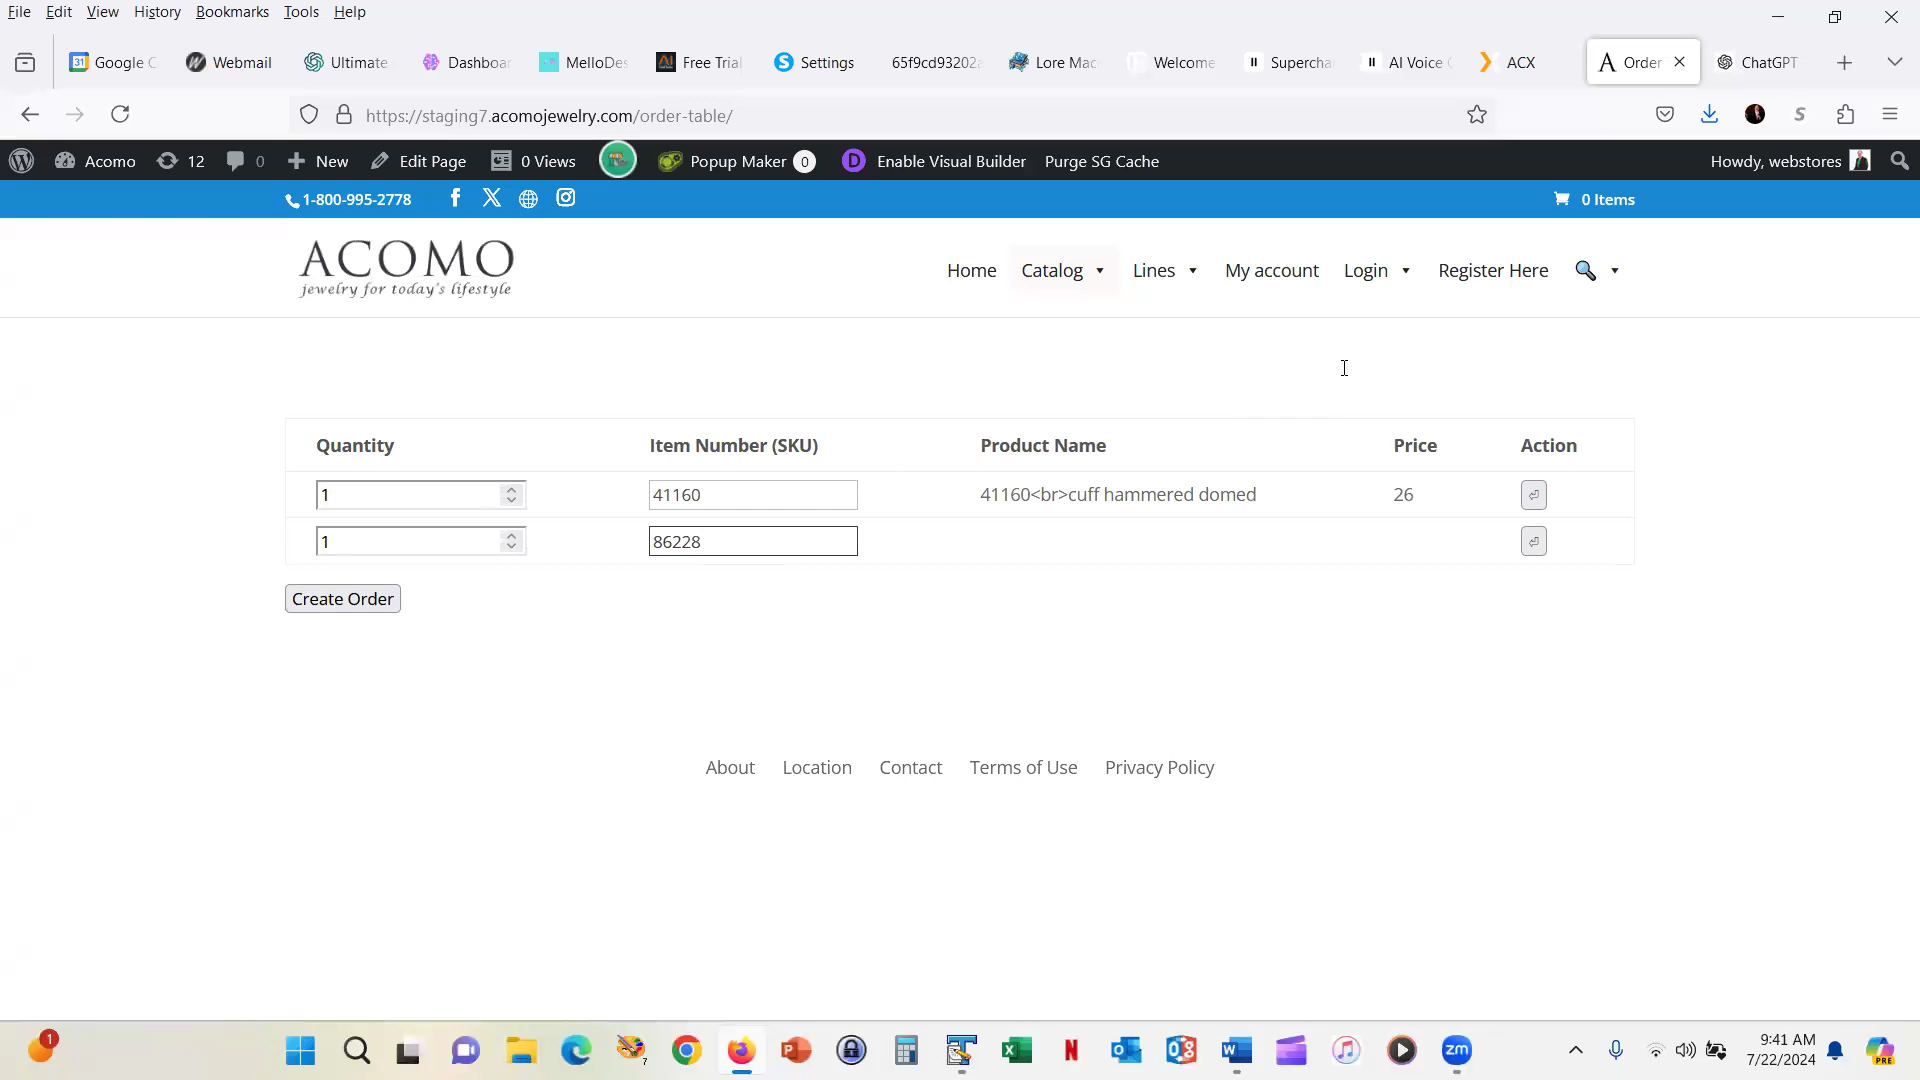 File Edit View History Bookmarks Tools Help
Google C Webmail Ultimate Dashboar MelloDes Free Trial Settings 65f9cd93202a Lore Mac Welcome Supercha AI Voice ACX Order ChatGPT
https://staging7.acomojewelry.com/order-table/
Acomo 12 0 New Edit Page 0 Views Popup Maker 0 Enable Visual Builder Purge SG Cache Howdy, webstores
1-800-995-2778 0 Items
ACOMO
jewelry for today's lifestyle
Home Catalog Lines My account Login Register Here
Quantity Item Number (SKU) Product Name Price Action
1 41160 41160<br>cuff hammered domed 26
1 86228
Create Order
About Location Contact Terms of Use Privacy Policy
9:41 AM
7/22/2024